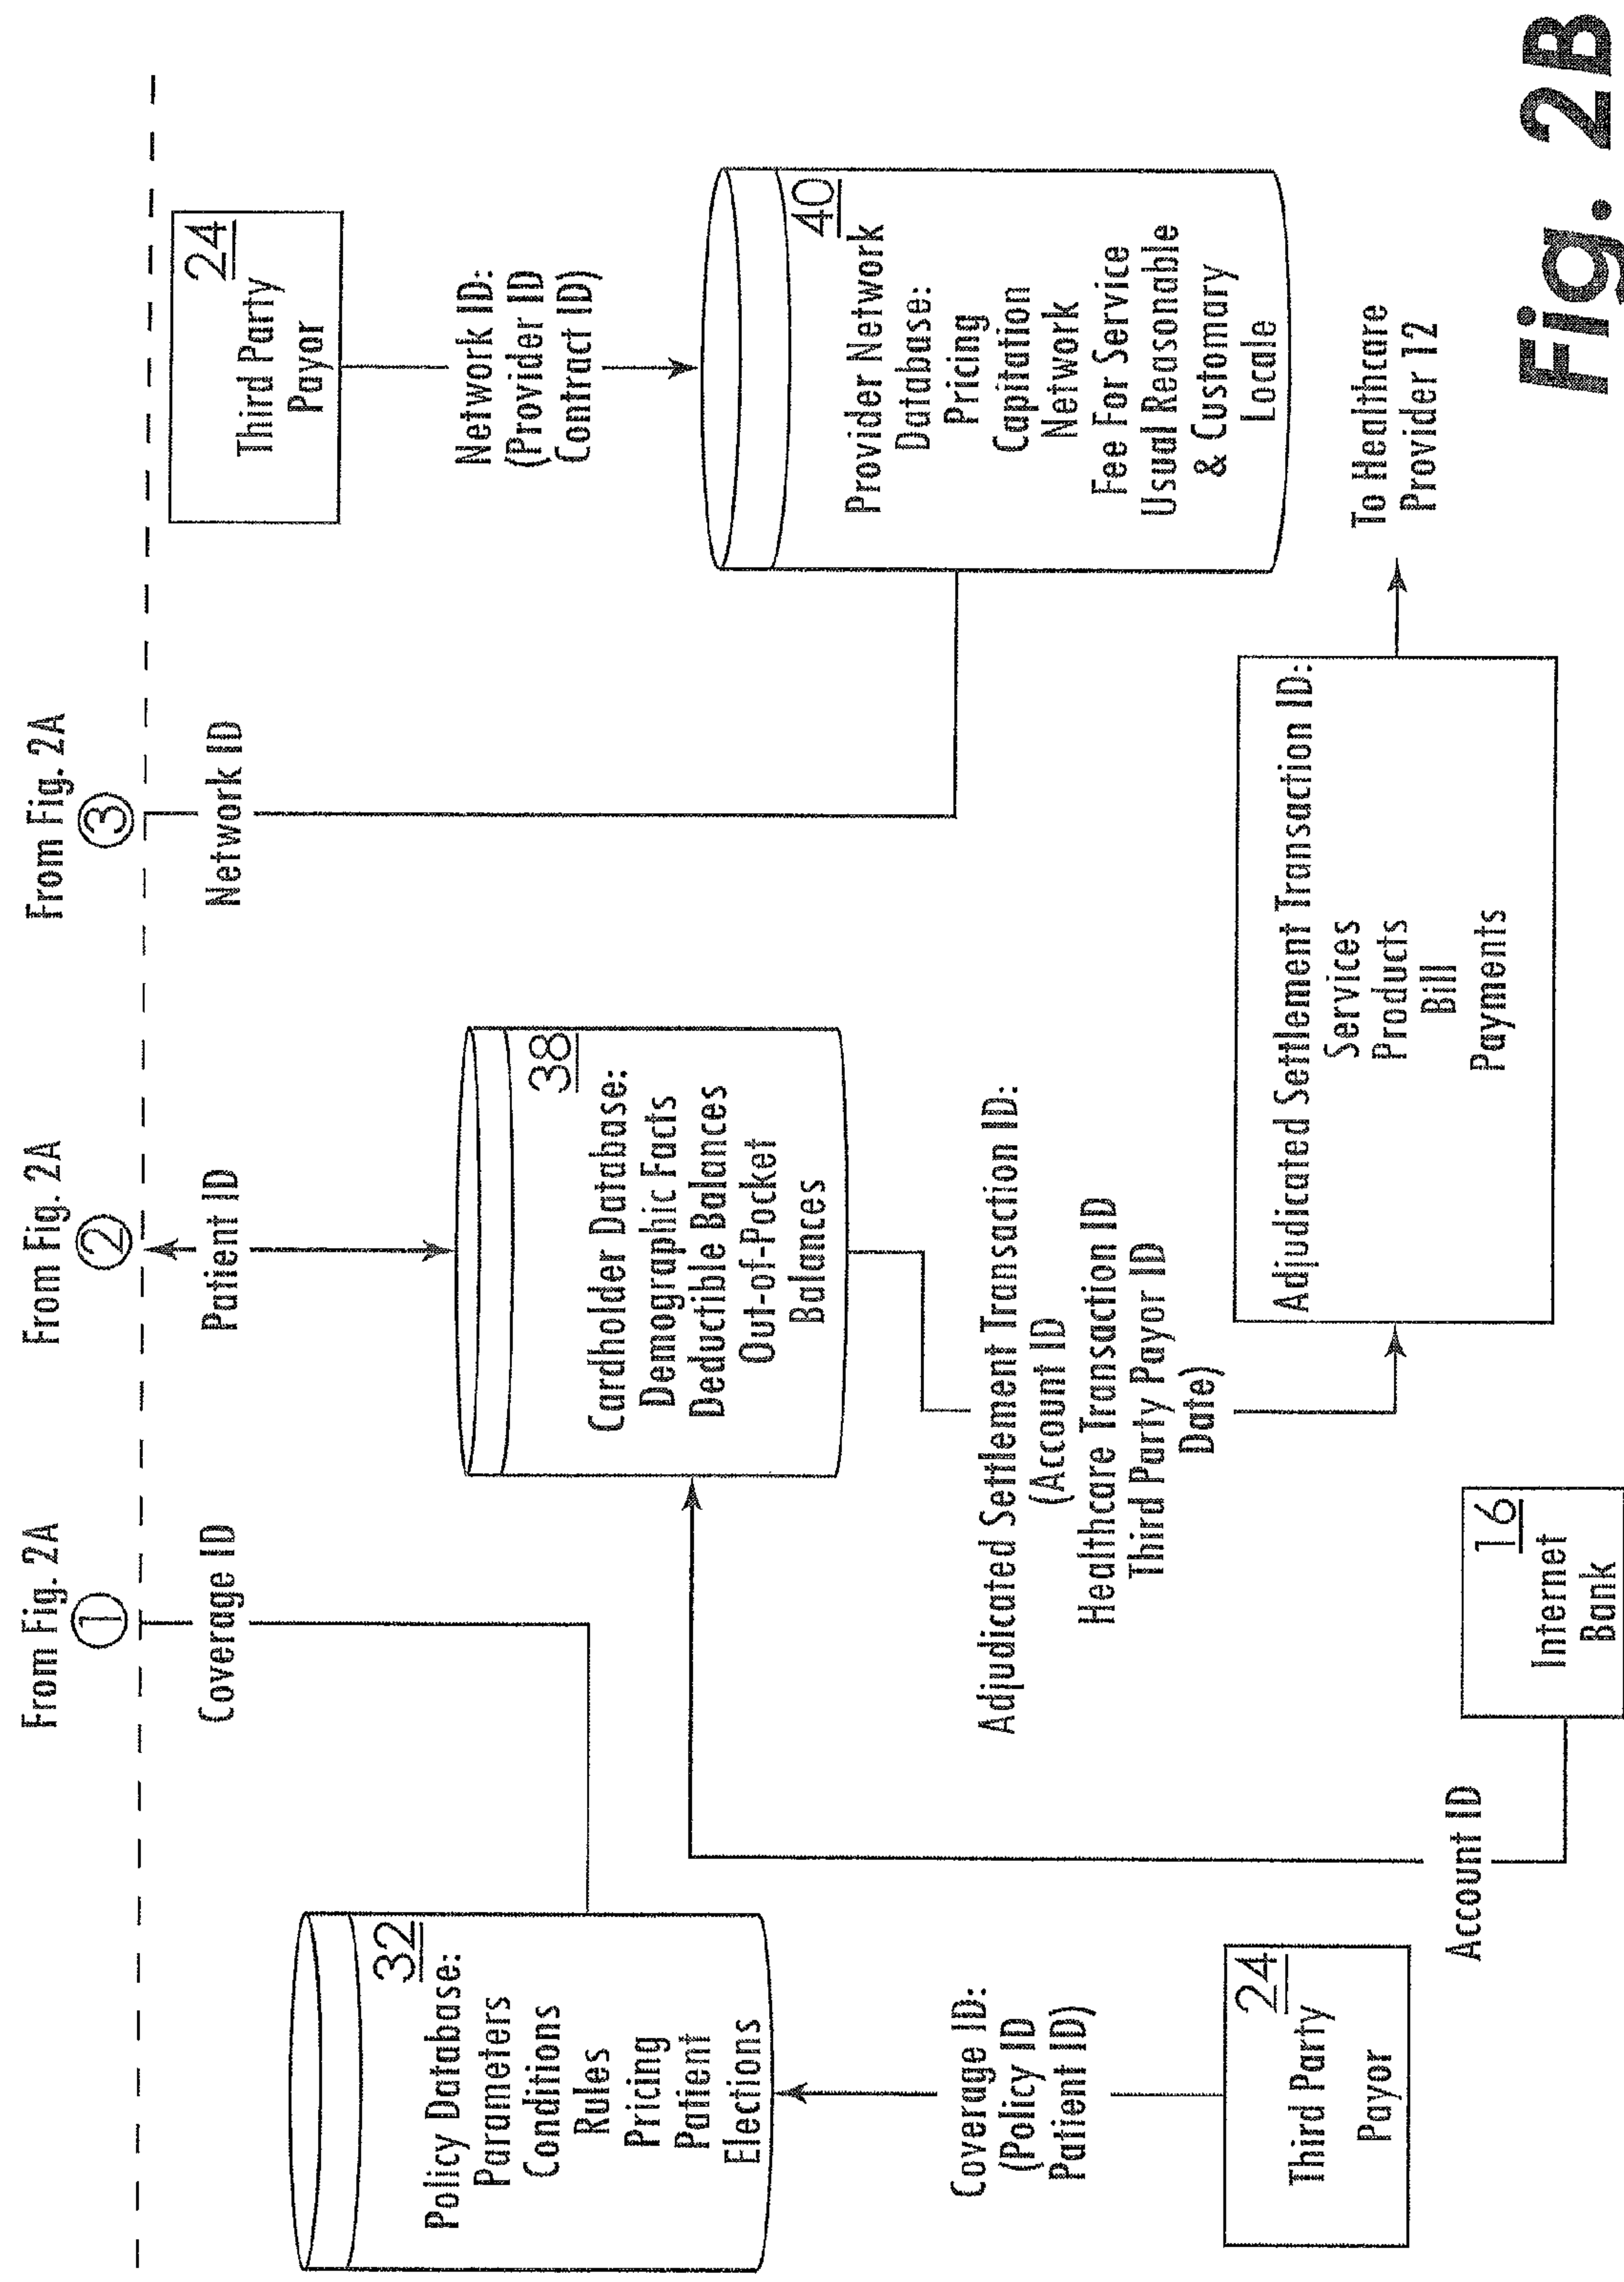 From Fig. 2A
①
Coverage ID
From Fig. 2A
②
Patient ID
From Fig. 2A
③
Network ID
32
Policy Database:
Parameters
Conditions
Rules
Pricing
Patient
Elections
Coverage ID:
(Policy ID
Patient ID)
24
Third Party
Payor
38
Cardholder Database:
Demographic Facts
Deductible Balances
Out-of-Pocket
Balances
Adjudicated Settlement Transaction ID:
(Account ID
Healthcare Transaction ID
Third Party Payor ID
Date)
Account ID
16
Internet
Bank
24
Third Party
Payor
Network ID:
(Provider ID
Contract ID)
40
Provider Network
Database:
Pricing
Capitation
Network
Fee For Service
Usual Reasonable
& Customary
Locale
Adjudicated Settlement Transaction ID:
Services
Products
Bill
Payments
To Healthcare
Provider 12
Fig. 2B